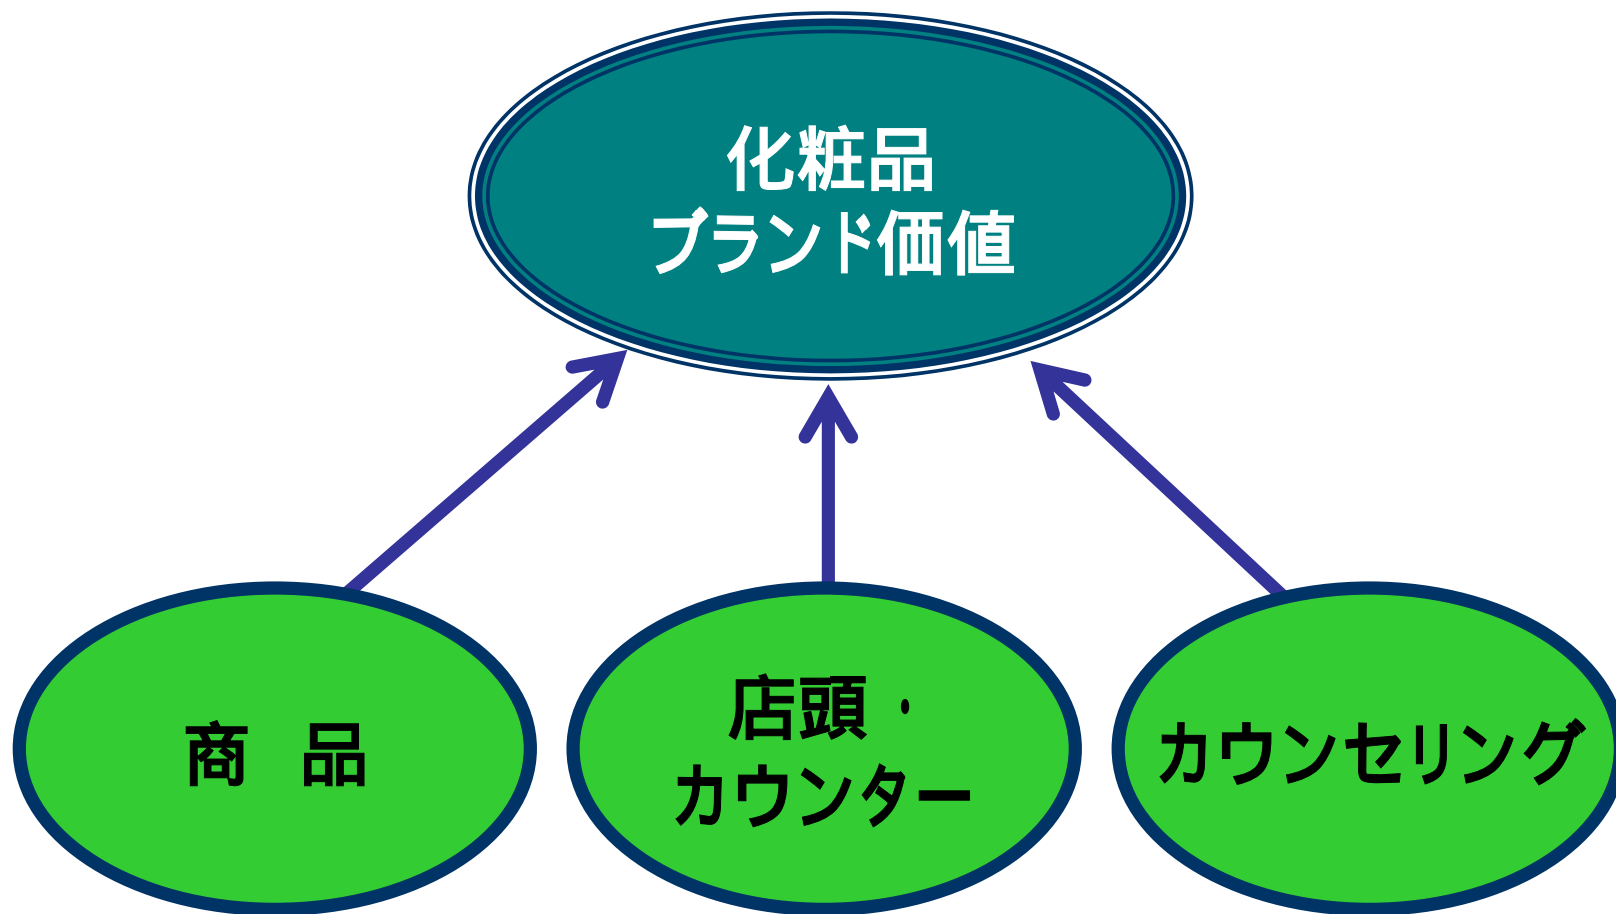 化粧品
ブランド価値
商　品
店頭・
カウンター
カウンセリング